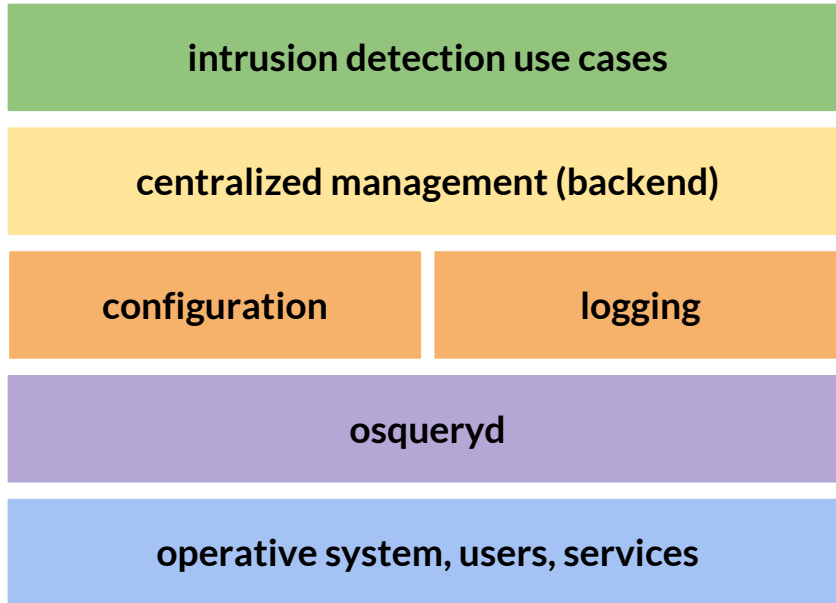 intrusion detection use cases
centralized management (backend)
configuration
logging
osqueryd
operative system, users, services